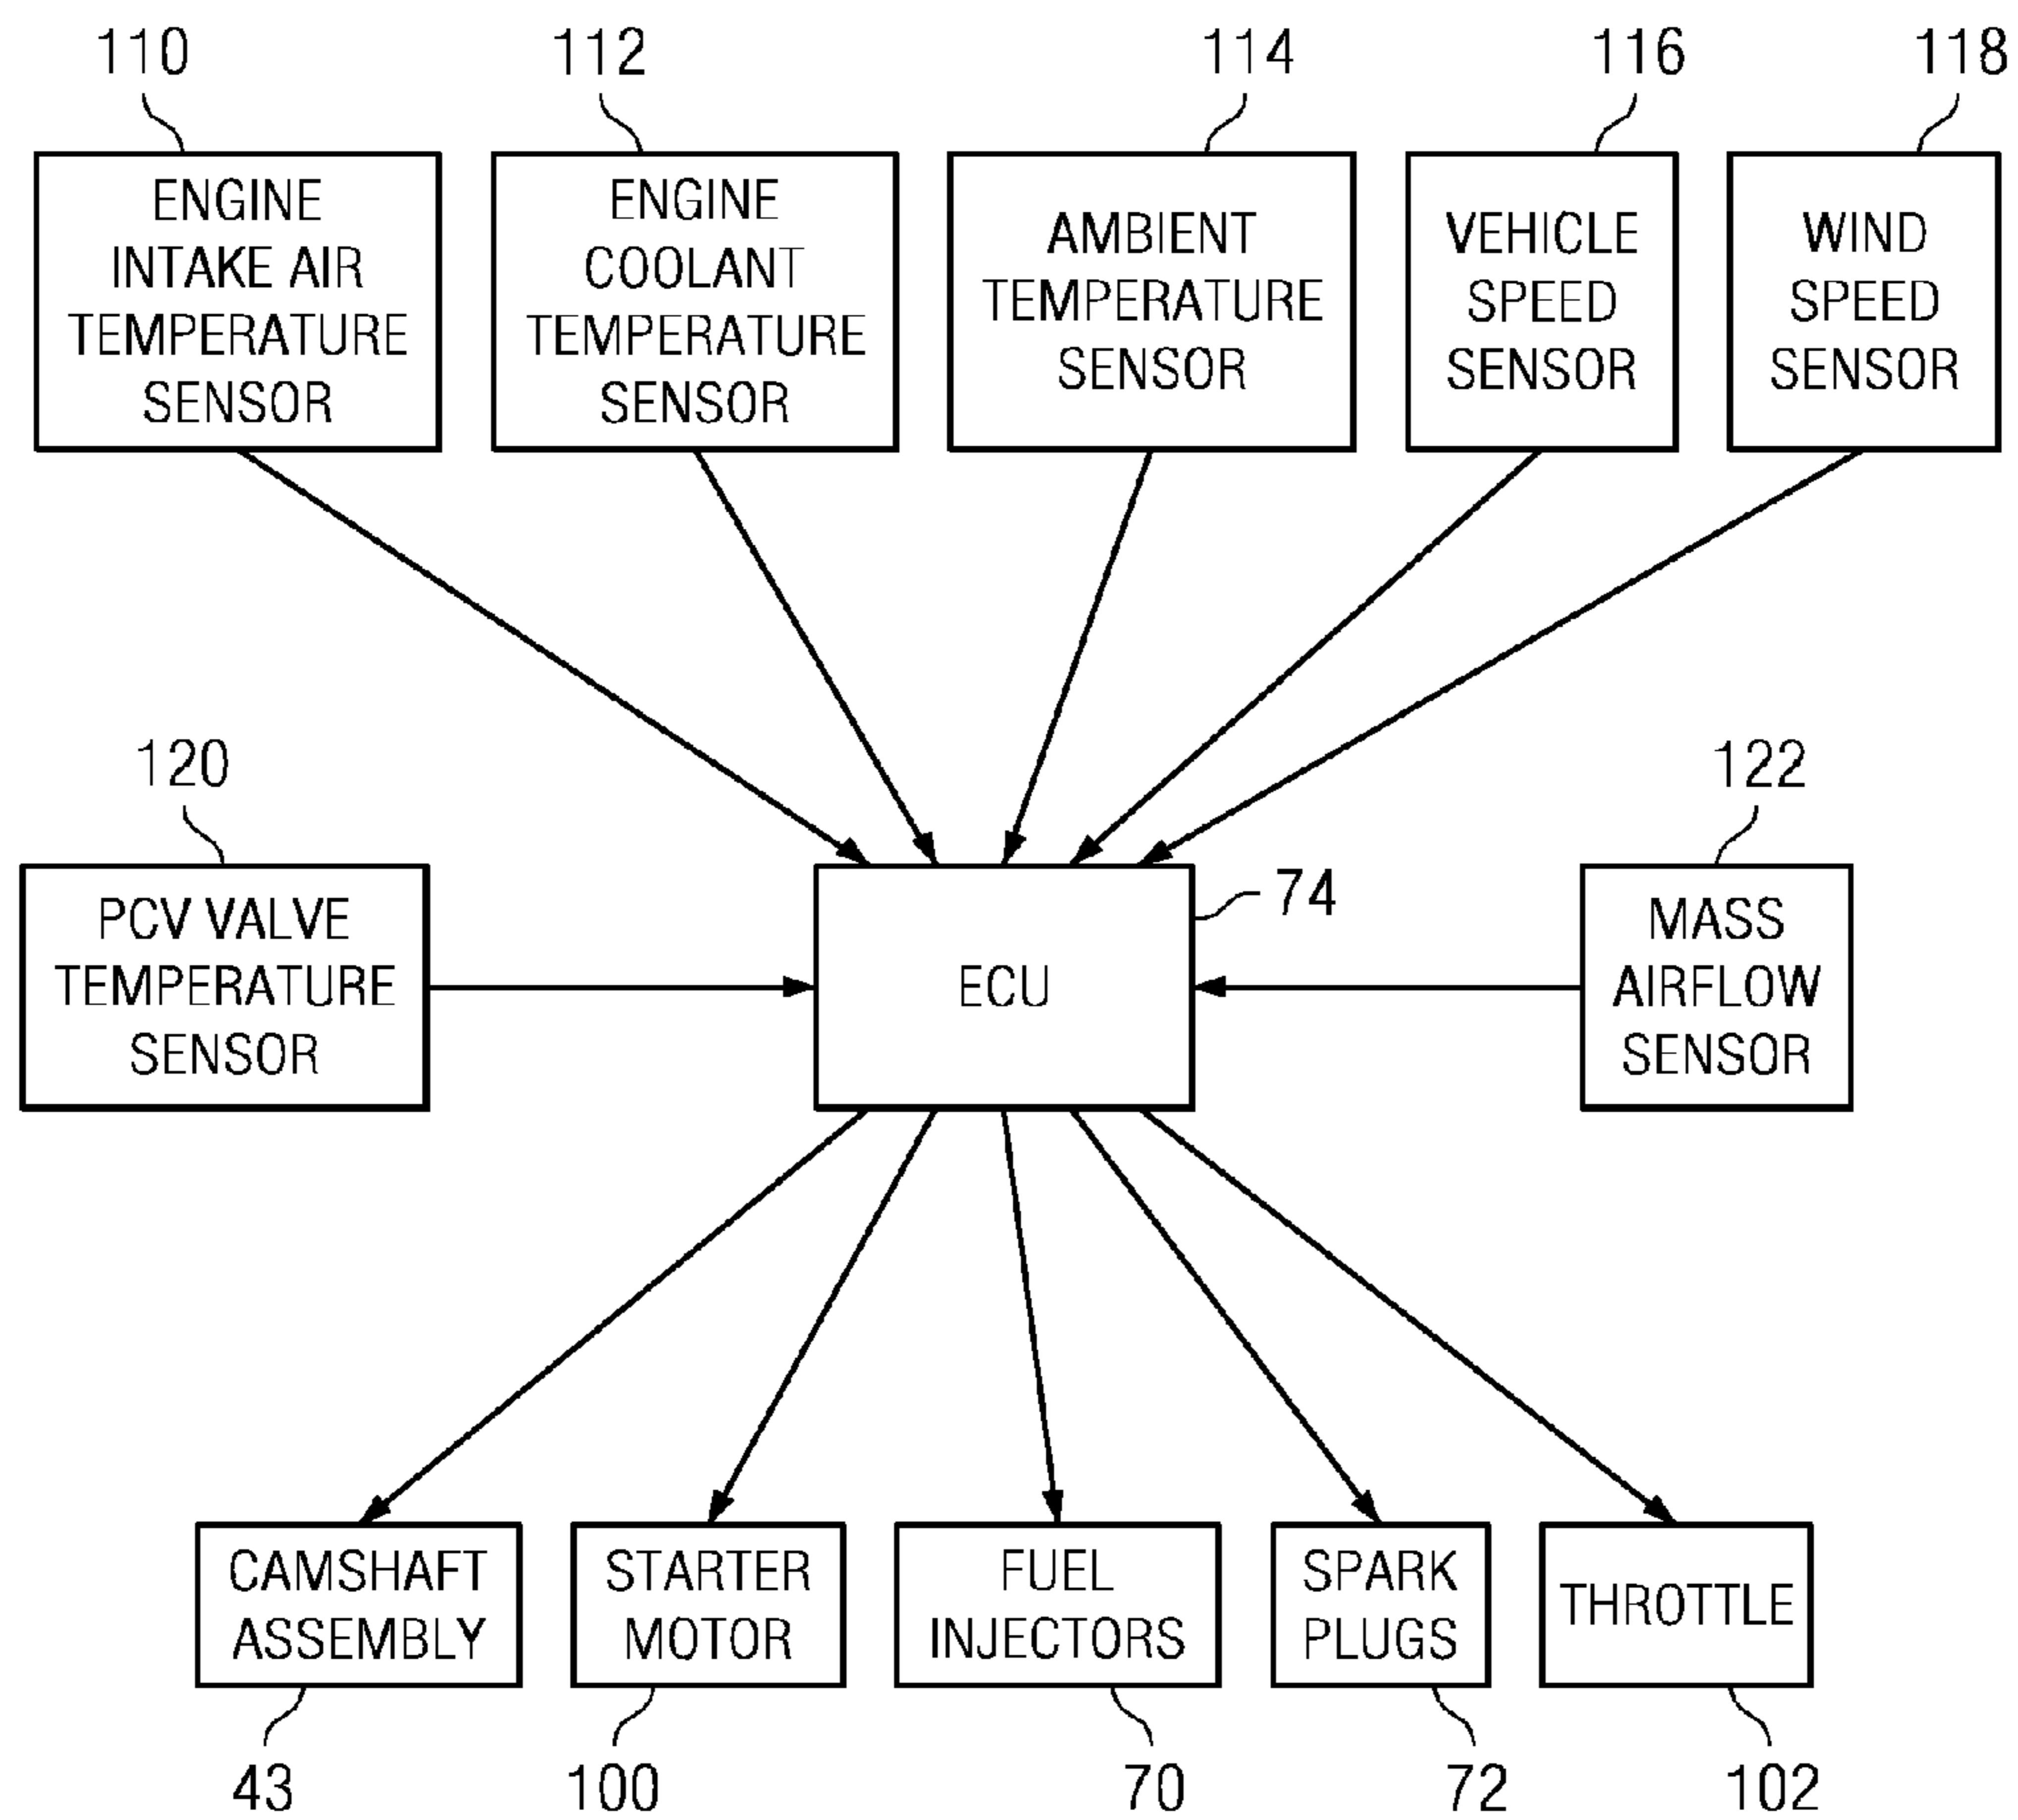 110
112
114
116
118
ENGINE
INTAKE AIR
TEMPERATURE
SENSOR
ENGINE
COOLANT
TEMPERATURE
SENSOR
AMBIENT
TEMPERATURE
SENSOR
VEHICLE
SPEED
SENSOR
WIND
SPEED
SENSOR
120
122
PCV VALVE
TEMPERATURE
SENSOR
ECU
74
MASS
AIRFLOW
SENSOR
CAMSHAFT
ASSEMBLY
STARTER
MOTOR
FUEL
INJECTORS
SPARK
PLUGS
THROTTLE
43
100
70
72
102